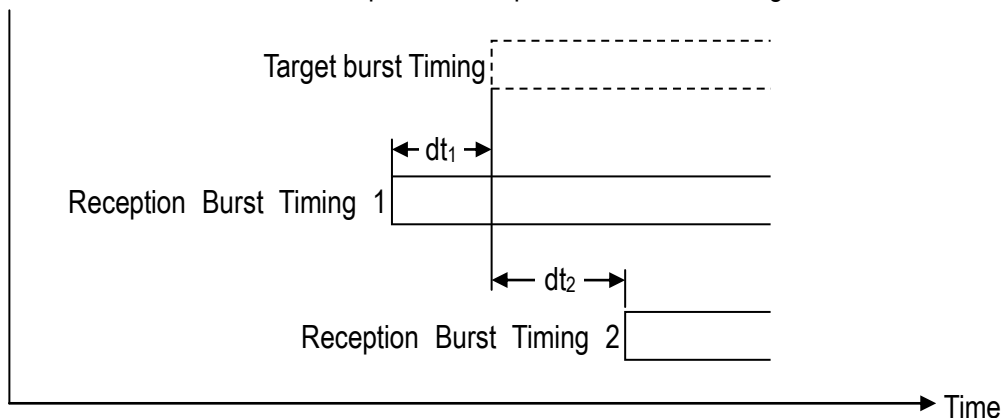 Target burst Timing
dt1
Reception Burst Timing 1
dt2
Reception Burst Timing 2
Time